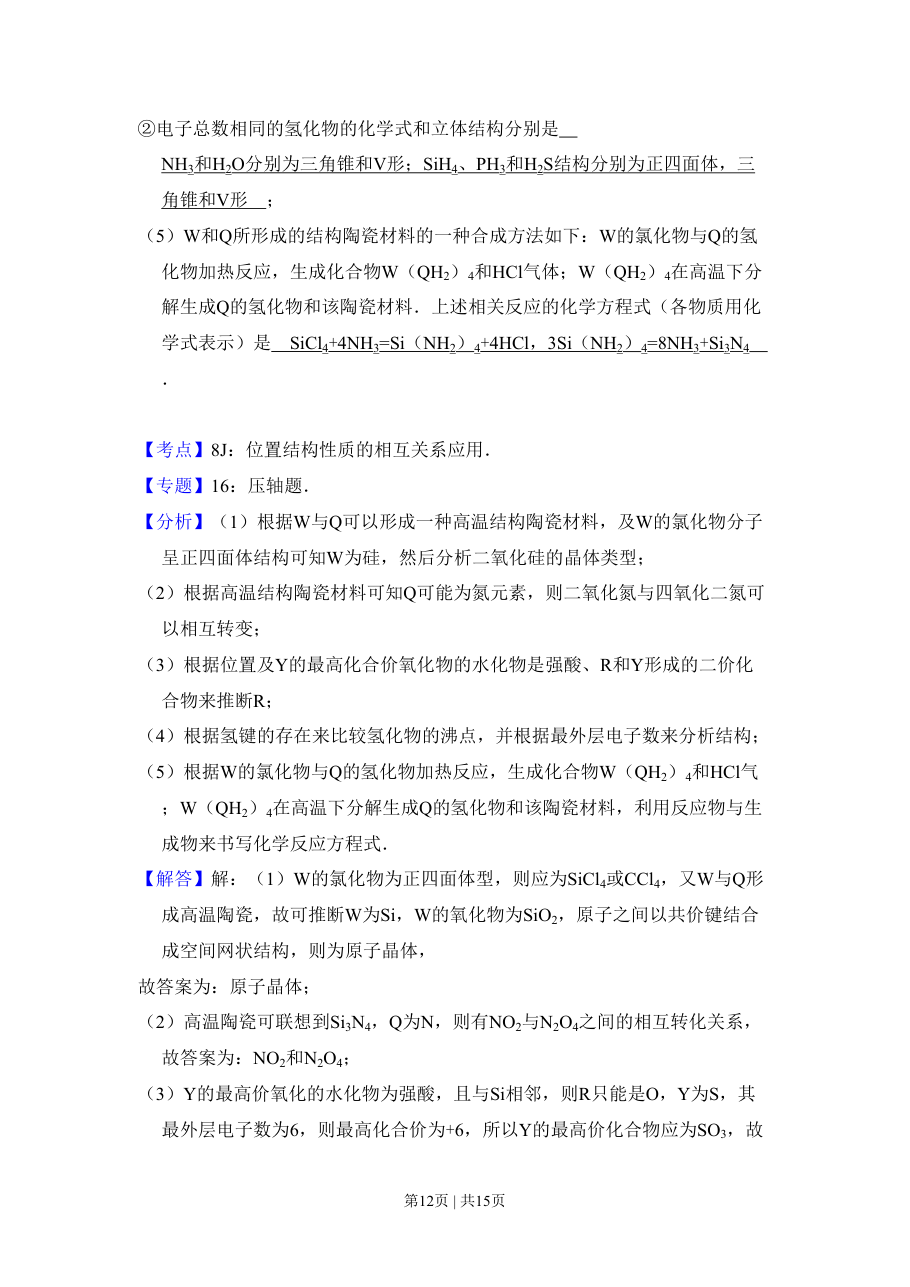 ②电子总数相同的氢化物的化学式和立体结构分别是
NH3和H2O分别为三角锥和V形；SiH4、PH3和H2S结构分别为正四面体，三
角锥和V形　；
（5）W和Q所形成的结构陶瓷材料的一种合成方法如下：W的氯化物与Q的氢
化物加热反应，生成化合物W（QH2）4和HCl气体；W（QH2）4在高温下分
解生成Q的氢化物和该陶瓷材料．上述相关反应的化学方程式（各物质用化
学式表示）是　SiCl4+4NH3=Si（NH2）4+4HCl，3Si（NH2）4=8NH3+Si3N4
．
【考点】8J：位置结构性质的相互关系应用．
【专题】16：压轴题．
【分析】（1）根据W与Q可以形成一种高温结构陶瓷材料，及W的氯化物分子
呈正四面体结构可知W为硅，然后分析二氧化硅的晶体类型；
（2）根据高温结构陶瓷材料可知Q可能为氮元素，则二氧化氮与四氧化二氮可
以相互转变；
（3）根据位置及Y的最高化合价氧化物的水化物是强酸、R和Y形成的二价化
合物来推断R；
（4）根据氢键的存在来比较氢化物的沸点，并根据最外层电子数来分析结构；
（5）根据W的氯化物与Q的氢化物加热反应，生成化合物W（QH2）4和HCl气
；W（QH2）4在高温下分解生成Q的氢化物和该陶瓷材料，利用反应物与生
成物来书写化学反应方程式．
【解答】解：（1）W的氯化物为正四面体型，则应为SiCl4或CCl4，又W与Q形
成高温陶瓷，故可推断W为Si，W的氧化物为SiO2，原子之间以共价键结合
成空间网状结构，则为原子晶体，
故答案为：原子晶体；
（2）高温陶瓷可联想到Si3N4，Q为N，则有NO2与N2O4之间的相互转化关系，
故答案为：NO2和N2O4；
（3）Y的最高价氧化的水化物为强酸，且与Si相邻，则R只能是O，Y为S，其
最外层电子数为6，则最高化合价为+6，所以Y的最高价化合物应为SO3，故
第12页 | 共15页